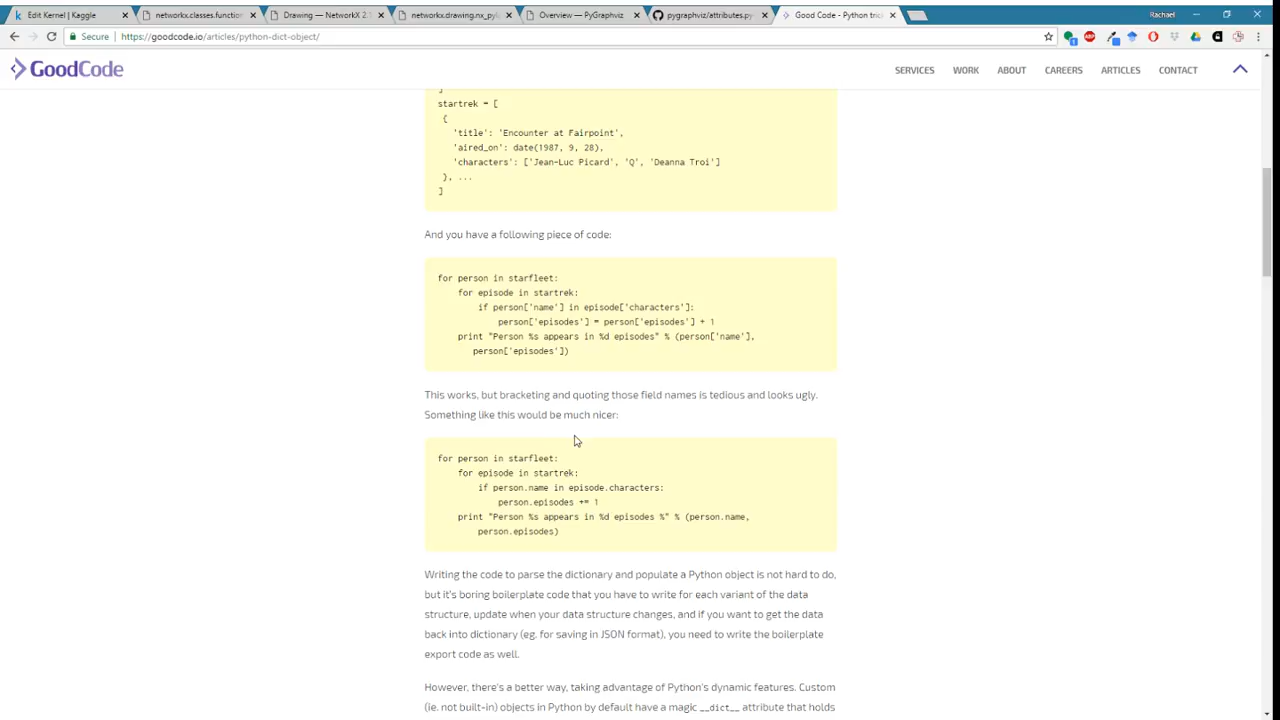 Edit Kernel | Kaggle
networkx.classes.function
Drawing — NetworkX 2.1
networkx.drawing.nx_pyl
Overview — PyGraphviz
pygraphviz/attributes.py
Good Code - Python tric
Rachael
Secure
https://goodcode.io/articles/python-dict-object/
GoodCode
SERVICES
WORK
ABOUT
CAREERS
ARTICLES
CONTACT
]
startrek = [
{
'title': 'Encounter at Fairpoint',
'aired_on': date(1987, 9, 28),
'characters': ['Jean-Luc Picard', 'Q', 'Deanna Troi']
}, ...
]
And you have a following piece of code:
for person in starfleet:
for episode in startrek:
if person['name'] in episode['characters']:
person['episodes'] = person['episodes'] + 1
print "Person %s appears in %d episodes" % (person['name'],
person['episodes'])
This works, but bracketing and quoting those field names is tedious and looks ugly.
Something like this would be much nicer:
for person in starfleet:
for episode in startrek:
if person.name in episode.characters:
person.episodes += 1
print "Person %s appears in %d episodes %" % (person.name,
person.episodes)
Writing the code to parse the dictionary and populate a Python object is not hard to do,
but it's boring boilerplate code that you have to write for each variant of the data
structure, update when your data structure changes, and if you want to get the data
back into dictionary (eg. for saving in JSON format), you need to write the boilerplate
export code as well.
However, there's a better way, taking advantage of Python's dynamic features. Custom
(ie. not built-in) objects in Python by default have a magic __dict__ attribute that holds